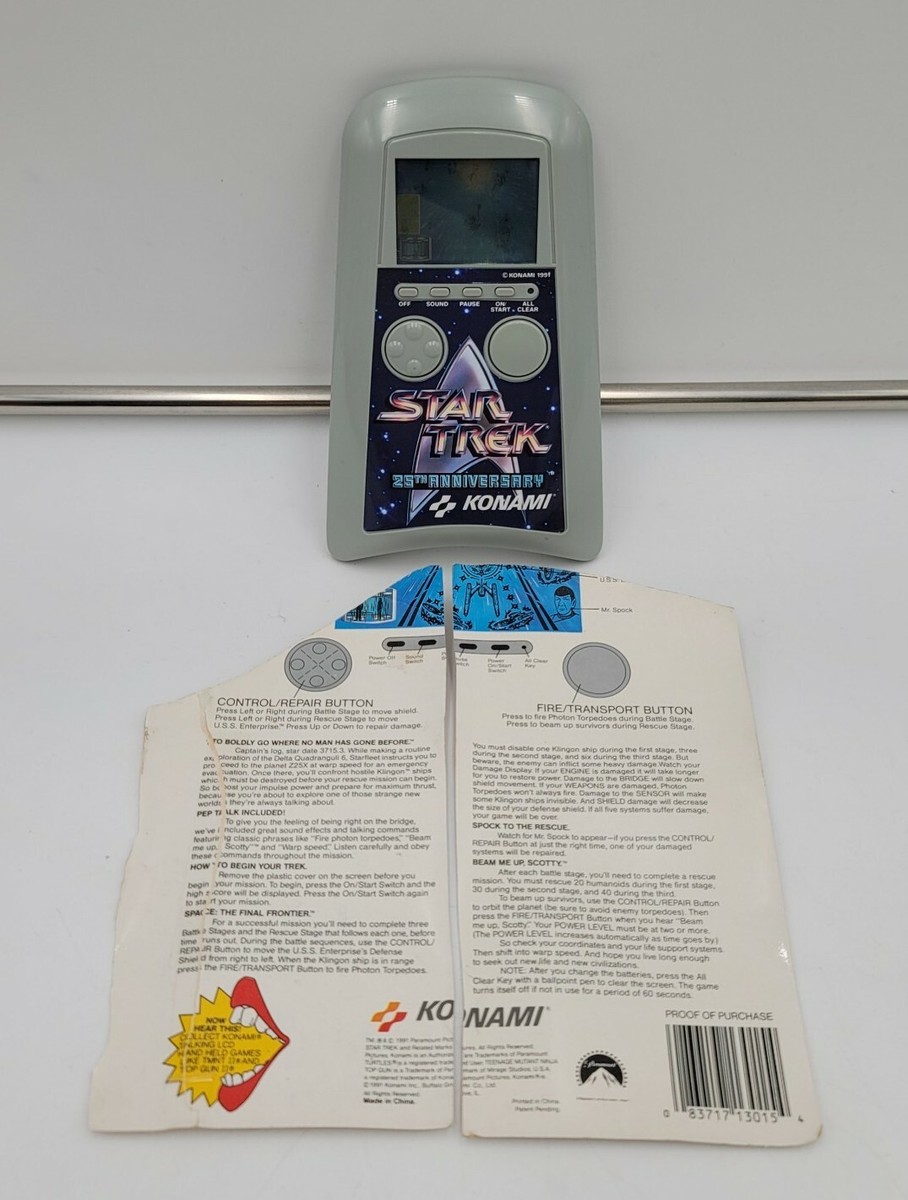 © KONAMI 1991
OFF SOUND PAUSE ON/ ALL
START CLEAR
STAR
TREK
25TH ANNIVERSARY™
KONAMI®
Mr. Spock
Power Off Sound Power All Clear
Switch Switch On/Start Key
Switch
CONTROL/REPAIR BUTTON
Press Left or Right during Battle Stage to move shield.
Press Left or Right during Rescue Stage to move
U.S.S. Enterprise.™ Press Up or Down to repair damage.
TO BOLDLY GO WHERE NO MAN HAS GONE BEFORE.™
Captain's log, star date 3715.3. While making a routine
exploration of the Delta Quadranguli 6, Starfleet instructs you to
proceed to the planet Z25X at warp speed for an emergency
evacuation. Once there, you'll confront hostile Klingon™ ships
which must be destroyed before your rescue mission can begin.
So boost your impulse power and prepare for maximum thrust,
because you're about to explore one of those strange new
worlds they're always talking about.
PEP TALK INCLUDED!
To give you the feeling of being right on the bridge,
we've included great sound effects and talking commands
featuring classic phrases like "Fire photon torpedoes," "Beam
me up, Scotty"™ and "Warp speed." Listen carefully and obey
these commands throughout the mission.
HOW TO BEGIN YOUR TREK.
Remove the plastic cover on the screen before you
begin your mission. To begin, press the On/Start Switch and the
high score will be displayed. Press the On/Start Switch again
to start your mission.
SPACE: THE FINAL FRONTIER.™
For a successful mission you'll need to complete three
Battle Stages and the Rescue Stage that follows each one, before
time runs out. During the battle sequences, use the CONTROL/
REPAIR Button to move the U.S.S. Enterprise's Defense
Shield from right to left. When the Klingon ship is in range
press the FIRE/TRANSPORT Button to fire Photon Torpedoes.
NOW
HEAR THIS!
COLLECT KONAMI®
TALKING LCD
HAND HELD GAMES
LIKE TMNT II® AND
TOP GUN II®
FIRE/TRANSPORT BUTTON
Press to fire Photon Torpedoes during Battle Stage.
Press to beam up survivors during Rescue Stage.
You must disable one Klingon ship during the first stage, three
during the second stage, and six during the third stage. But
beware, the enemy can inflict some heavy damage. Watch your
Damage Display. If your ENGINE is damaged it will take longer
for you to restore power. Damage to the BRIDGE will slow down
shield movement. If your WEAPONS are damaged, Photon
Torpedoes won't always fire. Damage to the SENSOR will make
some Klingon ships invisible. And SHIELD damage will decrease
the size of your defense shield. If all five systems suffer damage,
your game will be over.
SPOCK TO THE RESCUE.
Watch for Mr. Spock to appear—if you press the CONTROL/
REPAIR Button at just the right time, one of your damaged
systems will be repaired.
BEAM ME UP, SCOTTY.™
After each battle stage, you'll need to complete a rescue
mission. You must rescue 20 humanoids during the first stage,
30 during the second stage, and 40 during the third.
To beam up survivors, use the CONTROL/REPAIR Button
to orbit the planet (be sure to avoid enemy torpedoes). Then
press the FIRE/TRANSPORT Button when you hear "Beam
me up, Scotty." Your POWER LEVEL must be at two or more.
(The POWER LEVEL increases automatically as time goes by)
So check your coordinates and your life support systems.
Then shift into warp speed. And hope you live long enough
to seek out new life and new civilizations.
NOTE: After you change the batteries, press the All
Clear Key with a ballpoint pen to clear the screen. The game
turns itself off if not in use for a period of 60 seconds.
KONAMI®
All Rights Reserved.
Made in China.
Printed in China.
Patent Pending.
Paramount
PROOF OF PURCHASE
0 83717 13015 4